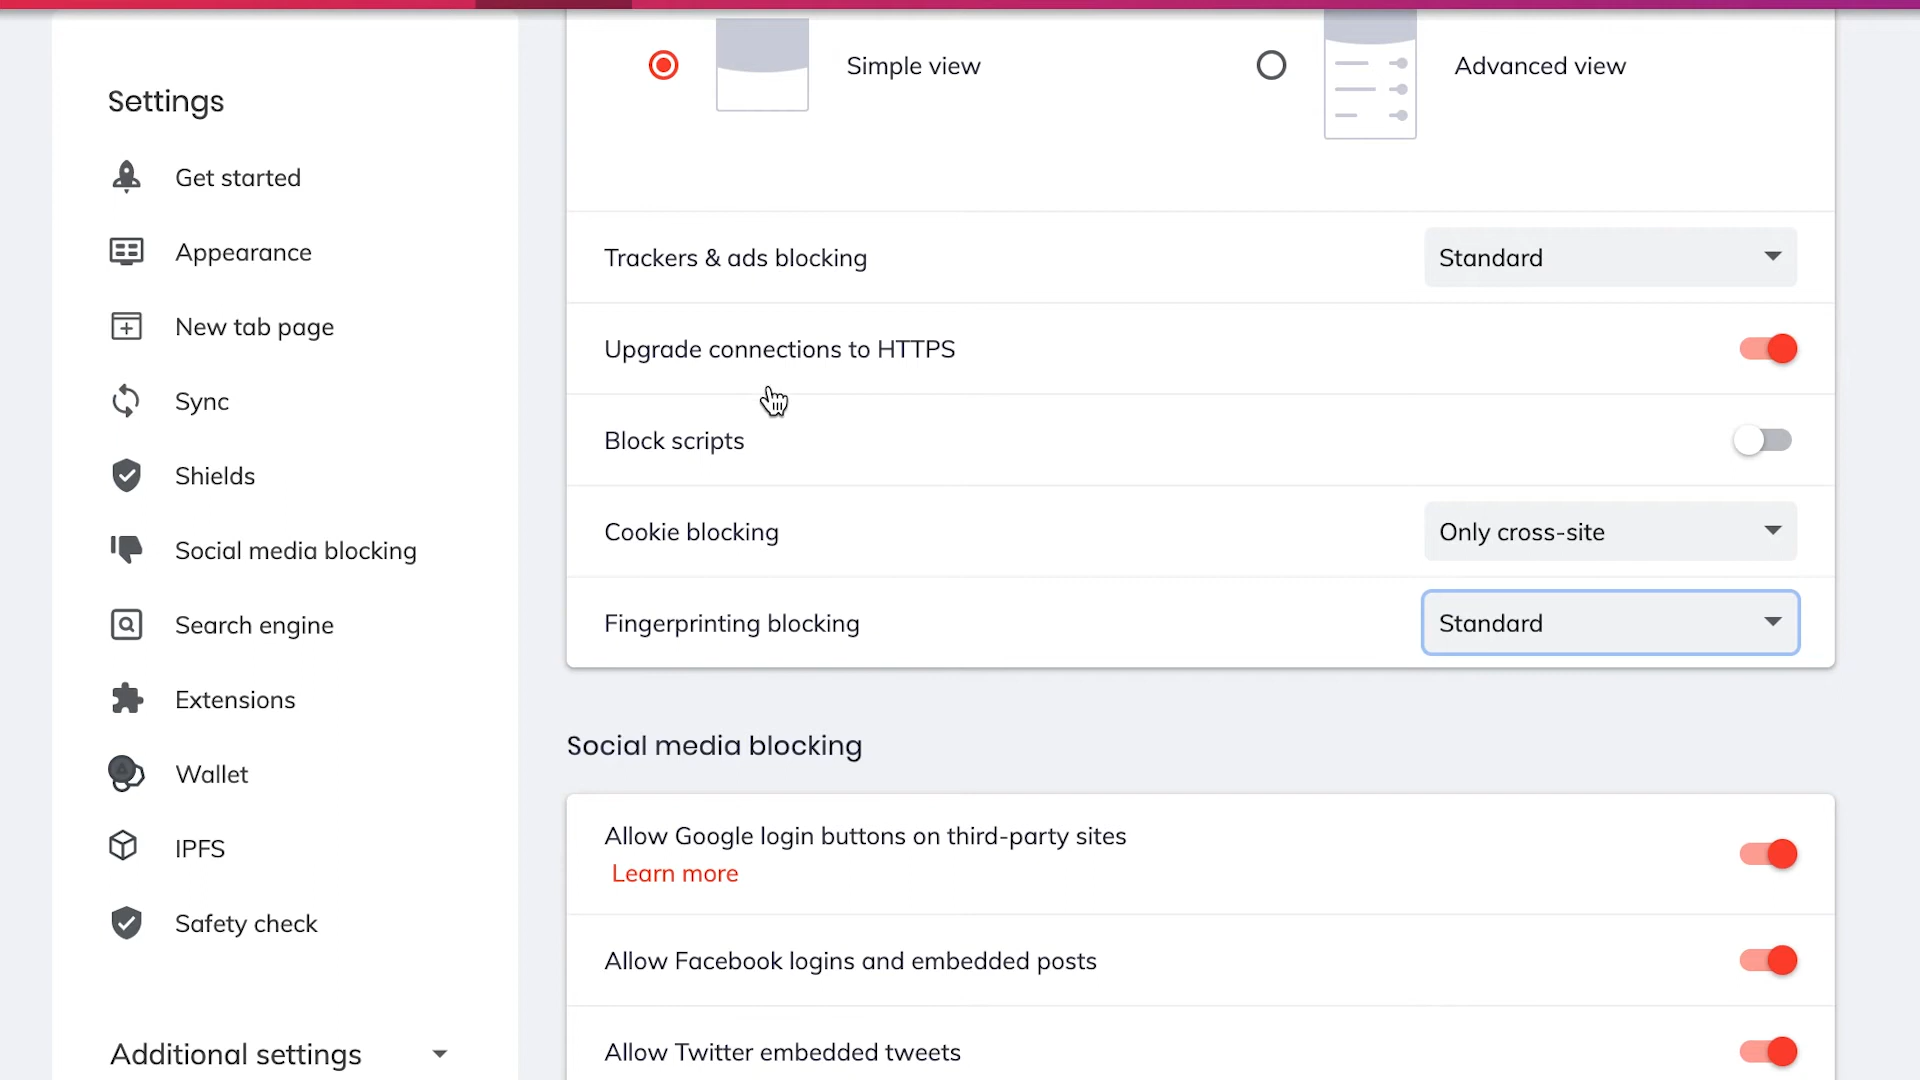 Settings
Get started
Appearance
New tab page
Sync
Shields
Social media blocking
Search engine
Extensions
Wallet
IPFS
Safety check
Additional settings
Simple view
Advanced view
Trackers & ads blocking
Standard
Upgrade connections to HTTPS
Block scripts
Cookie blocking
Only cross-site
Fingerprinting blocking
Standard
Social media blocking
Allow Google login buttons on third-party sites
Learn more
Allow Facebook logins and embedded posts
Allow Twitter embedded tweets